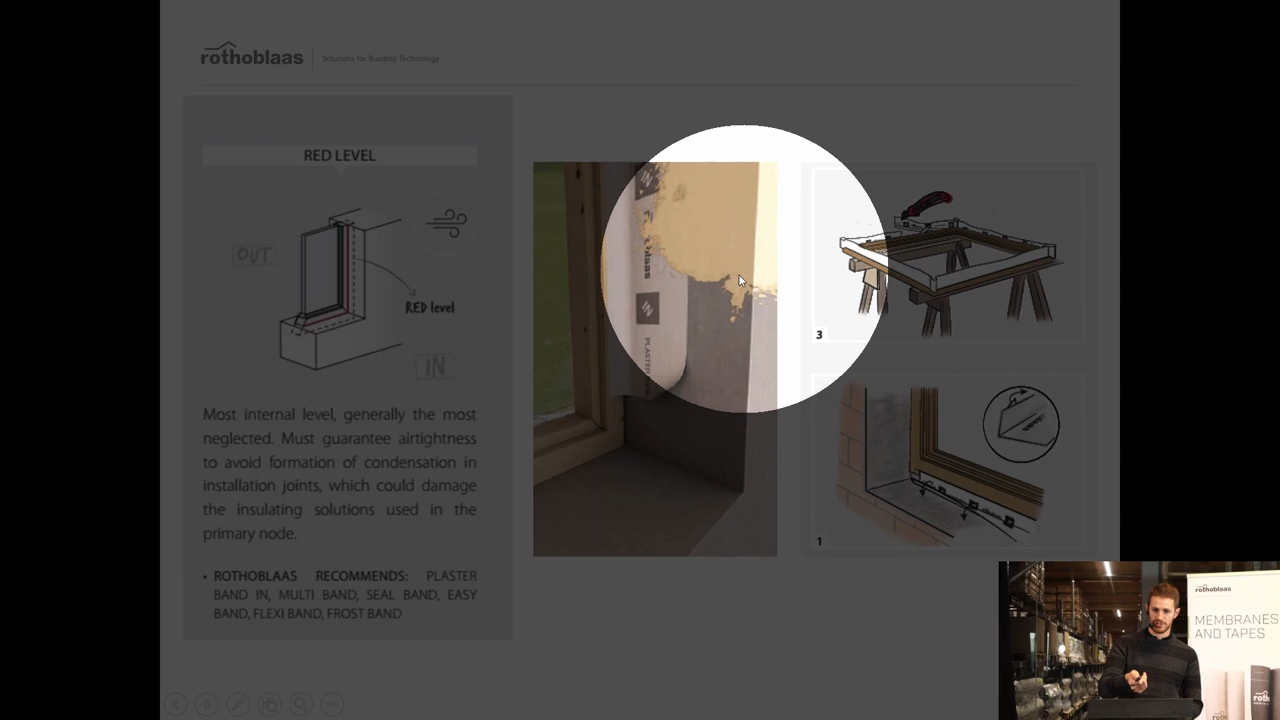 rothoblaas
Solutions for Building Technology
RED LEVEL
OUT
RED level
IN
Most internal level, generally the most
neglected. Must guarantee airtightness
to avoid formation of condensation in
installation joints, which could damage
the insulating solutions used in the
primary node.
• ROTHOBLAAS RECOMMENDS: PLASTER
BAND IN, MULTI BAND, SEAL BAND, EASY
BAND, FLEXI BAND, FROST BAND
IN
IN
3
1
rothoblaas
MEMBRANES
AND TAPES